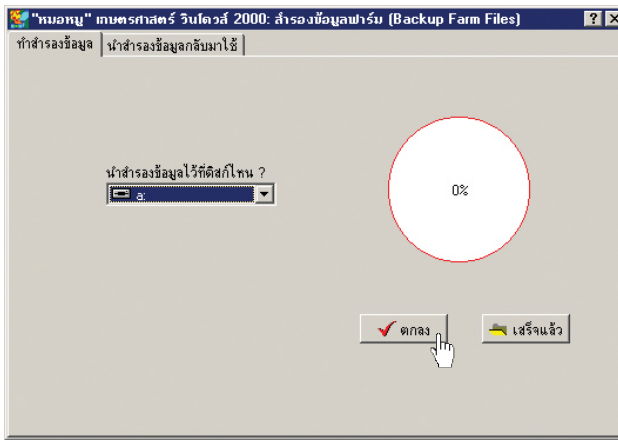 "หมอหมู" เกษตรศาสตร์ วินโดวส์ 2000: สำรองข้อมูลฟาร์ม (Backup Farm Files)
ทำสำรองข้อมูล นำสำรองข้อมูลกลับมาใช้
นำสำรองข้อมูลไว้ที่ดิสก์ไหน ?
a:
0%
ตกลง เสร็จแล้ว